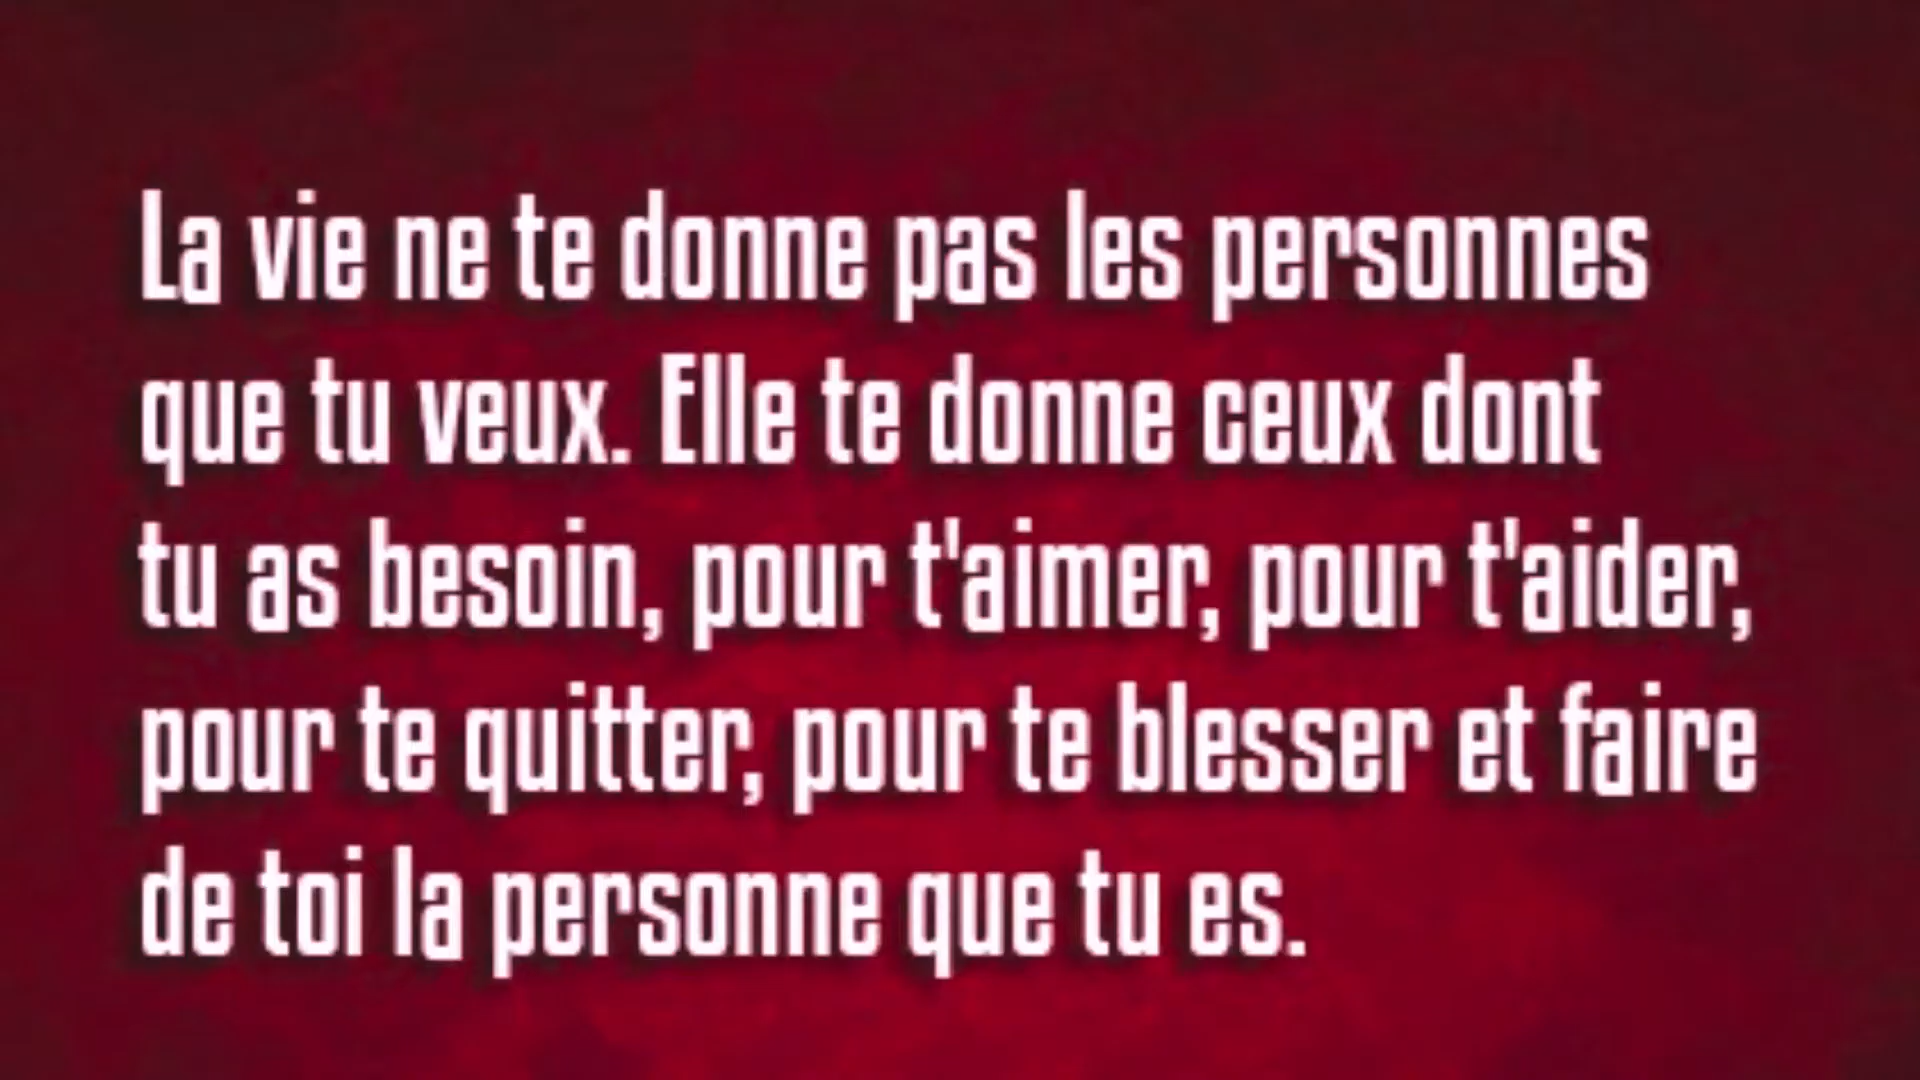 La vie ne te donne pas les personnes
que tu veux. Elle te donne ceux dont
tu as besoin, pour t'aimer, pour t'aider,
pour te quitter, pour te blesser et faire
de toi la personne que tu es.